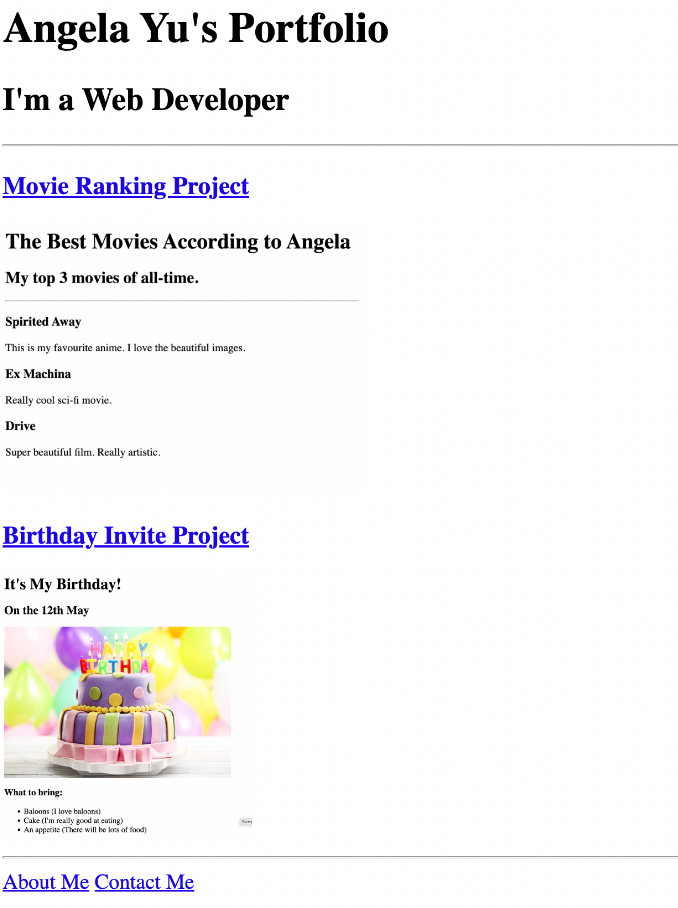 Angela Yu's Portfolio
I'm a Web Developer
Movie Ranking Project
The Best Movies According to Angela
My top 3 movies of all-time.
Spirited Away
This is my favourite anime. I love the beautiful images.
Ex Machina
Really cool sci-fi movie.
Drive
Super beautiful film. Really artistic.
Birthday Invite Project
It's My Birthday!
On the 12th May
HAPPY
BIRTHDAY
What to bring:
• Baloons (I love baloons)
• Cake (I'm really good at eating)
• An appetite (There will be lots of food)
About Me Contact Me